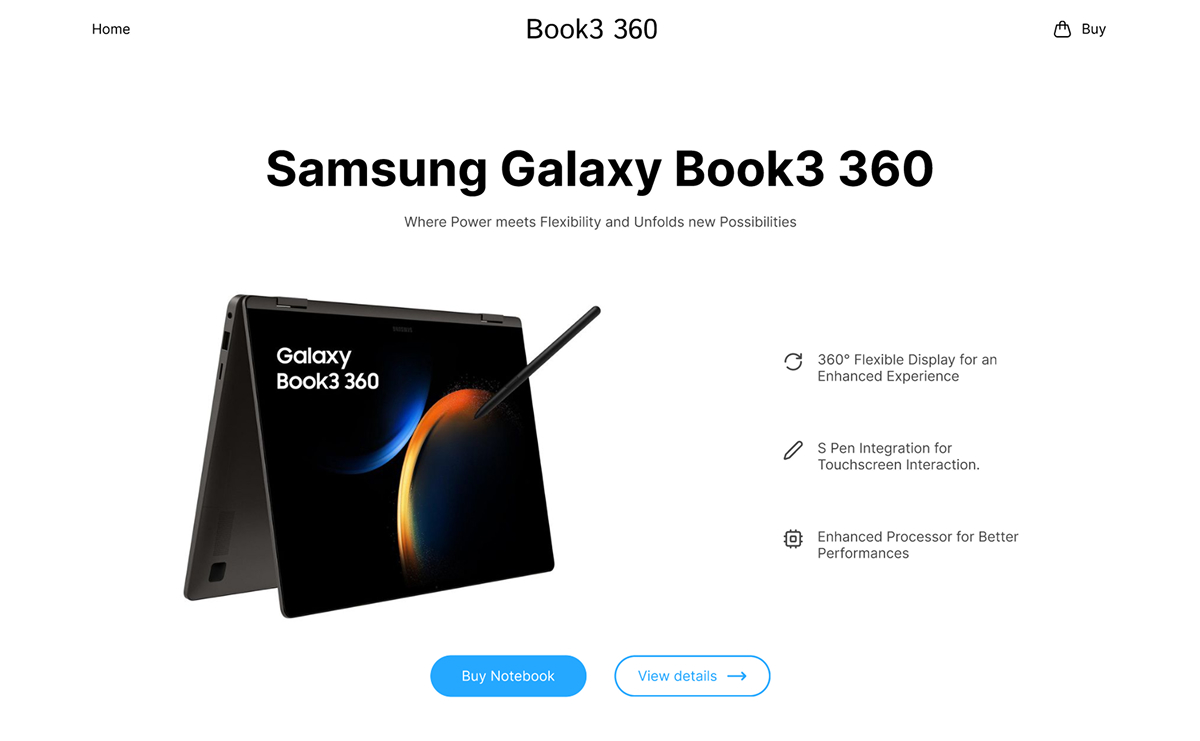 Home
Book3 360
Buy
Samsung Galaxy Book3 360
Where Power meets Flexibility and Unfolds new Possibilities
SAMSUNG
Galaxy
Book3 360
360° Flexible Display for an
Enhanced Experience
S Pen Integration for
Touchscreen Interaction.
Enhanced Processor for Better
Performances
Buy Notebook
View details